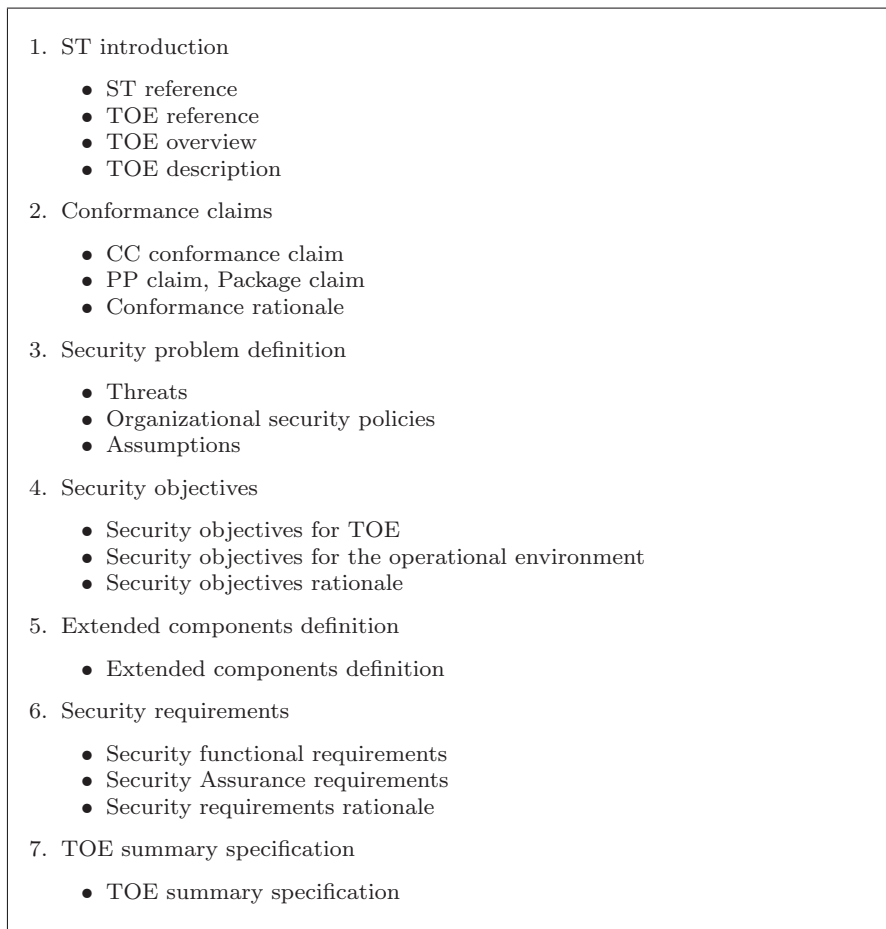 1. ST introduction
• ST reference
• TOE reference
• TOE overview
• TOE description
2. Conformance claims
• CC conformance claim
• PP claim, Package claim
• Conformance rationale
3. Security problem definition
• Threats
• Organizational security policies
• Assumptions
4. Security objectives
• Security objectives for TOE
• Security objectives for the operational environment
• Security objectives rationale
5. Extended components definition
• Extended components definition
6. Security requirements
• Security functional requirements
• Security Assurance requirements
• Security requirements rationale
7. TOE summary specification
• TOE summary specification